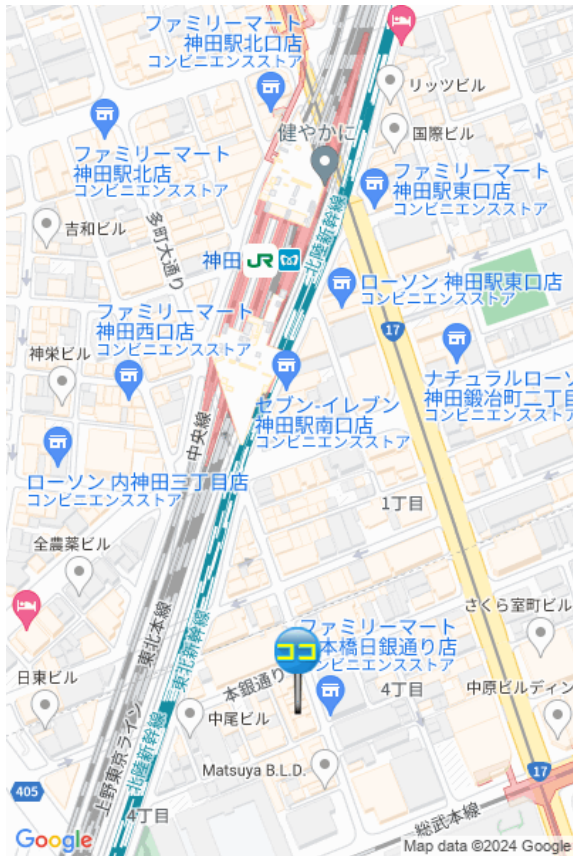 ファミリーマート
神田駅北口店
コンビニエンスストア
リッツビル
国際ビル
健やかに
ファミリーマート
神田駅北店
コンビニエンスストア
ファミリーマート
神田駅東口店
コンビニエンスストア
吉和ビル
多町大通り
北陸新幹線
神田
JR
ローソン 神田駅東口店
コンビニエンスストア
ファミリーマート
神田西口店
コンビニエンスストア
17
神栄ビル
ナチュラルローソ
神田鍛冶町二丁目
コンビニエンスストア
セブン-イレブン
神田駅南口店
コンビニエンスストア
中央線
ローソン 内神田三丁目店
コンビニエンスストア
1丁目
全農薬ビル
東北本線
さくら室町ビル
ファミリーマート
本橋日銀通り店
コンビニエンスストア
ココ
東北新幹線
本銀通り
4丁目
日東ビル
中尾ビル
中原ビルディン
上野東京ライン
北陸新幹線
Matsuya B.L.D.
17
405
4丁目
総武本線
Google
Map data ©2024 Google